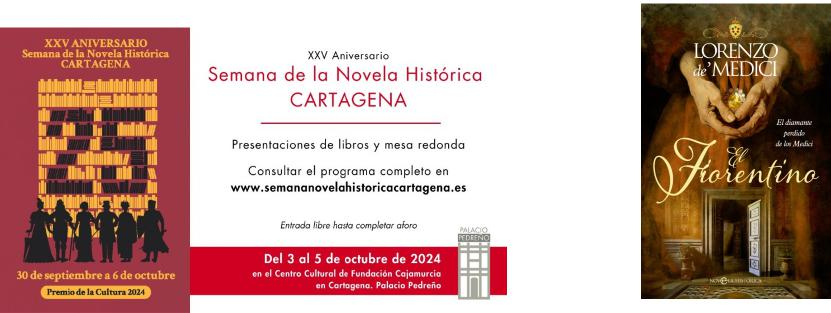 XXV ANIVERSARIO
Semana de la Novela Histórica
CARTAGENA
30 de septiembre a 6 de octubre
Premio de la Cultura 2024
XXV Aniversario
Semana de la Novela Histórica
CARTAGENA
Presentaciones de libros y mesa redonda
Consultar el programa completo en
www.semananovelahistoricacartagena.es
Entrada libre hasta completar aforo
PALACIO
PEDREÑO
Del 3 al 5 de octubre de 2024
en el Centro Cultural de Fundación Cajamurcia
en Cartagena. Palacio Pedreño
LORENZO
de' MEDICI
El diamante
perdido
de los Medici
El
Fiorentino
NOVELA HISTÓRICA